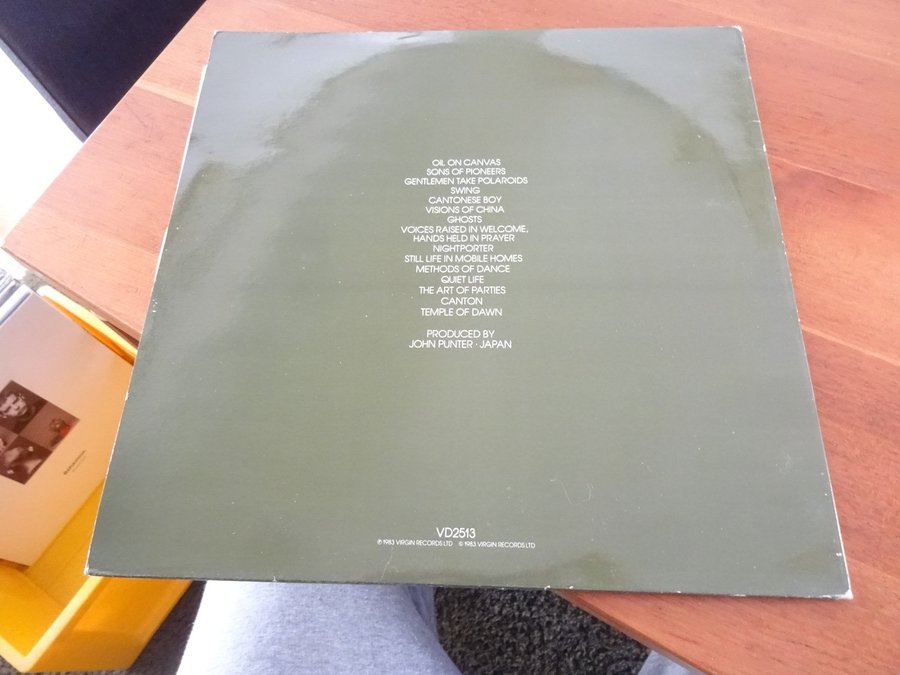 OIL ON CANVAS
SONS OF PIONEERS
GENTLEMEN TAKE POLAROIDS
SWING
CANTONESE BOY
VISIONS OF CHINA
GHOSTS
VOICES RAISED IN WELCOME,
HANDS HELD IN PRAYER
NIGHTPORTER
STILL LIFE IN MOBILE HOMES
METHODS OF DANCE
QUIET LIFE
THE ART OF PARTIES
CANTON
TEMPLE OF DAWN
PRODUCED BY
JOHN PUNTER · JAPAN
VD2513
℗ 1983 VIRGIN RECORDS LTD © 1983 VIRGIN RECORDS LTD